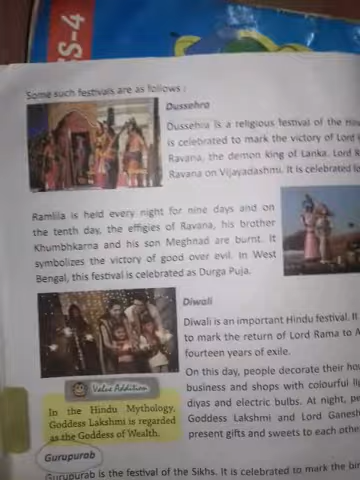 SS-4
Some such festivals are as follows :
Dussehra
Dussehra is a religious festival of the
is celebrated to mark the victory of Lord
Ravana, the demon king of Lanka. Lord
Ravana on Vijayadashmi. It is celebrated
Ramlila is held every night for nine days and on
the tenth day, the effigies of Ravana, his brother
Khumbhkarna and his son Meghnad are burnt. It
symbolizes the victory of good over evil. In West
Bengal, this festival is celebrated as Durga Puja.
Diwali
Diwali is an important Hindu festival. It
to mark the return of Lord Rama to
fourteen years of exile.
On this day, people decorate their
business and shops with colourful
diyas and electric bulbs. At night,
Goddess Lakshmi and Lord
present gifts and sweets to each
Value Addition
In the Hindu Mythology,
Goddess Lakshmi is regarded
as the Goddess of Wealth.
Gurupurab
Gurupurab is the festival of the Sikhs. It is celebrated to mark the